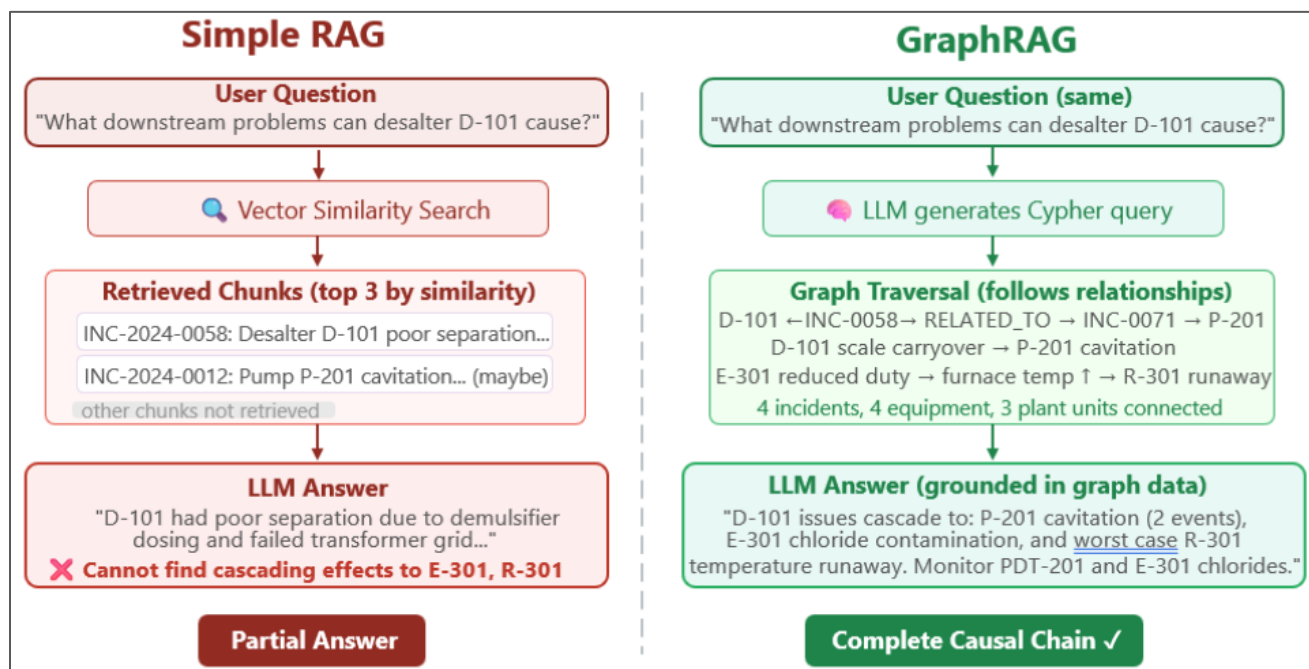 Simple RAG
User Question
"What downstream problems can desalter D-101 cause?"
Vector Similarity Search
Retrieved Chunks (top 3 by similarity)
INC-2024-0058: Desalter D-101 poor separation...
INC-2024-0012: Pump P-201 cavitation... (maybe)
other chunks not retrieved
LLM Answer
"D-101 had poor separation due to demulsifier
dosing and failed transformer grid..."
❌ Cannot find cascading effects to E-301, R-301
Partial Answer
GraphRAG
User Question (same)
"What downstream problems can desalter D-101 cause?"
LLM generates Cypher query
Graph Traversal (follows relationships)
D-101 ←INC-0058→ RELATED_TO → INC-0071 → P-201
D-101 scale carryover → P-201 cavitation
E-301 reduced duty → furnace temp ↑ → R-301 runaway
4 incidents, 4 equipment, 3 plant units connected
LLM Answer (grounded in graph data)
"D-101 issues cascade to: P-201 cavitation (2 events),
E-301 chloride contamination, and worst case R-301
temperature runaway. Monitor PDT-201 and E-301 chlorides."
Complete Causal Chain ✓